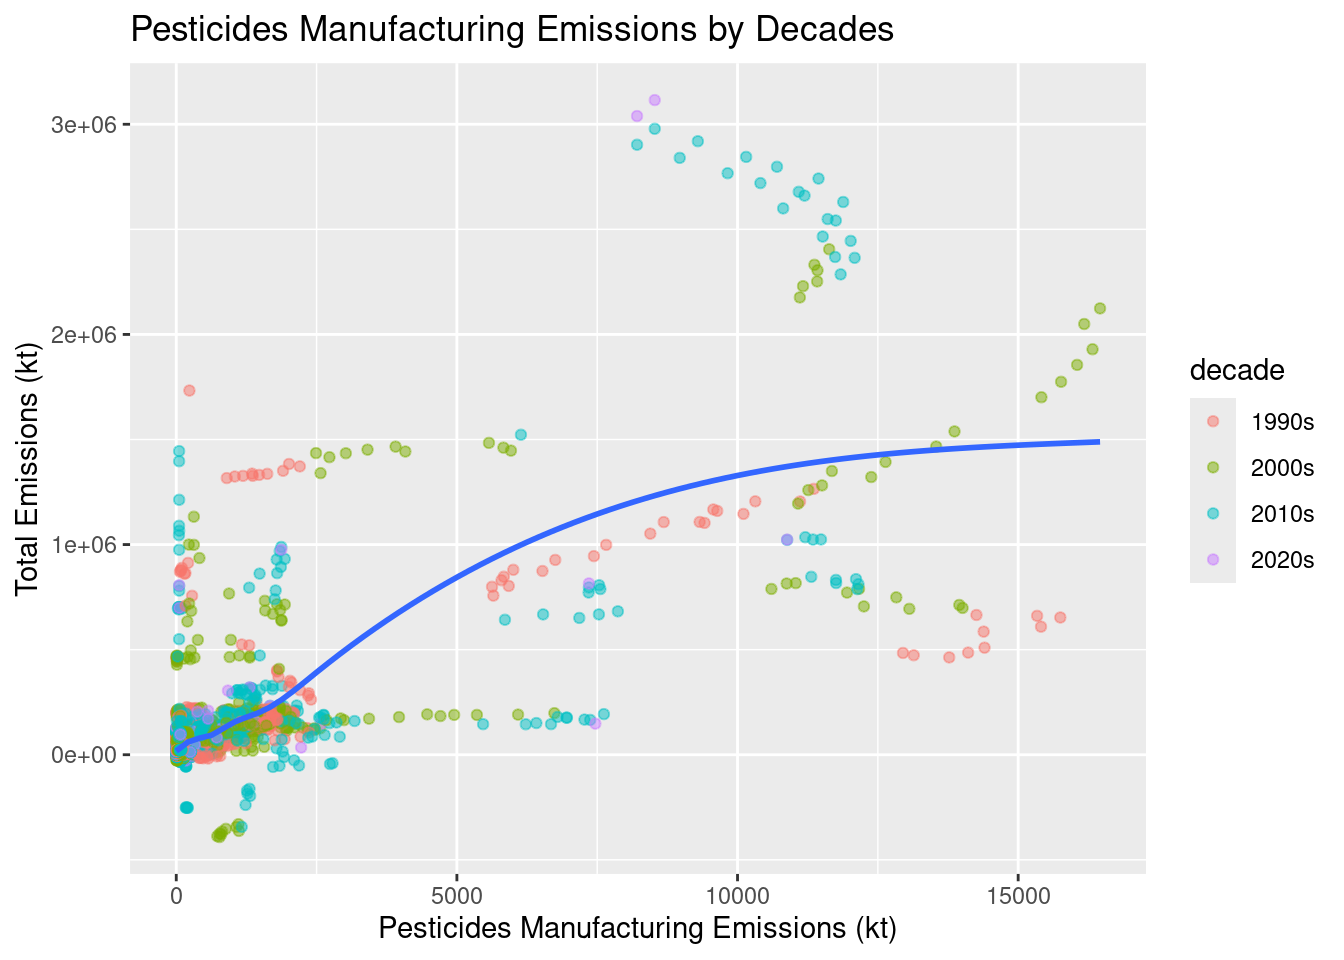 Pesticides Manufacturing Emissions by Decades
3e+06
2e+06
1e+06
0e+00
Total Emissions (kt)
0
5000
10000
15000
Pesticides Manufacturing Emissions (kt)
decade
1990s
2000s
2010s
2020s